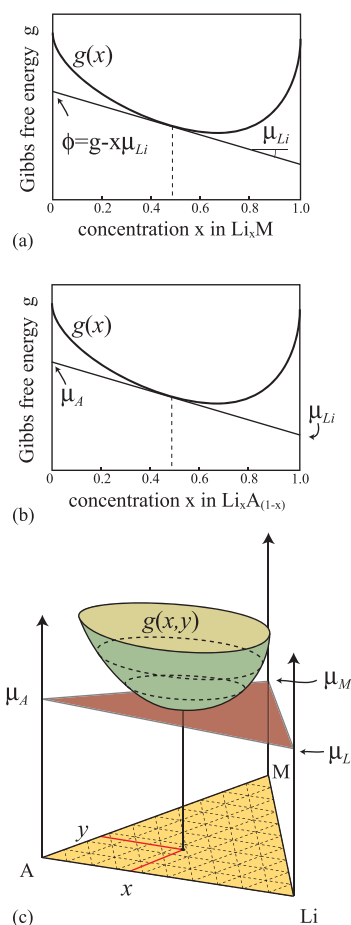 Gibbs free energy g
g(x)
ϕ=g-xμLi
μLi
0 0.2 0.4 0.6 0.8 1.0
concentration x in LixM
(a)
Gibbs free energy g
g(x)
μA
μLi
0 0.2 0.4 0.6 0.8 1.0
concentration x in LixA(1-x)
(b)
g(x,y)
μA
μM
μL
M
y
A
x
Li
(c)